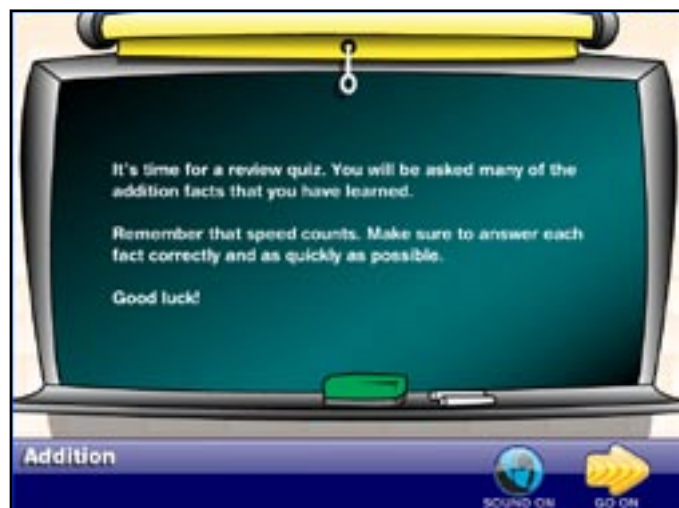 It's time for a review quiz. You will be asked many of the
addition facts that you have learned.
Remember that speed counts. Make sure to answer each
fact correctly and as quickly as possible.
Good luck!
Addition
SOUND ON
GO ON